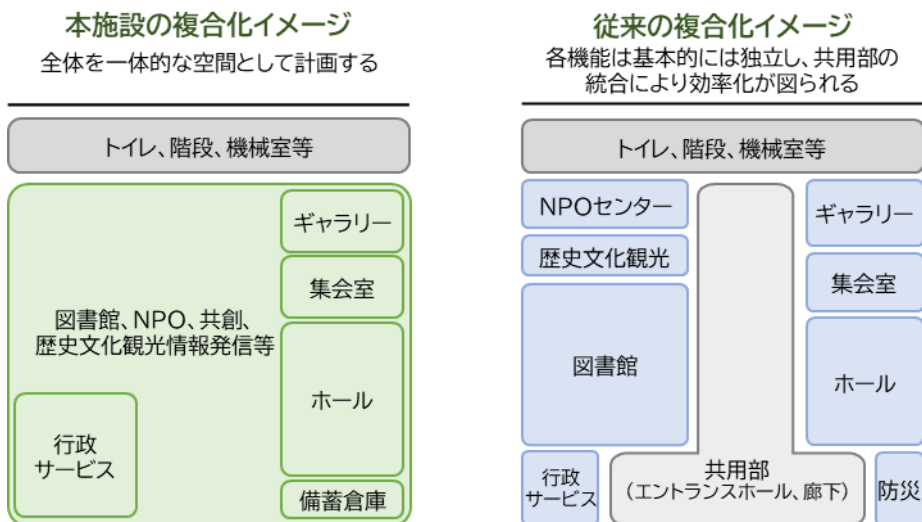 本施設の複合化イメージ
全体を一体的な空間として計画する
トイレ、階段、機械室等
ギャラリー
集会室
図書館、NPO、共創、
歴史文化観光情報発信等
ホール
行政
サービス
備蓄倉庫
従来の複合化イメージ
各機能は基本的には独立し、共用部の
統合により効率化が図られる
トイレ、階段、機械室等
NPOセンター
ギャラリー
歴史文化観光
集会室
図書館
ホール
行政
サービス
共用部
（エントランスホール、廊下）
防災